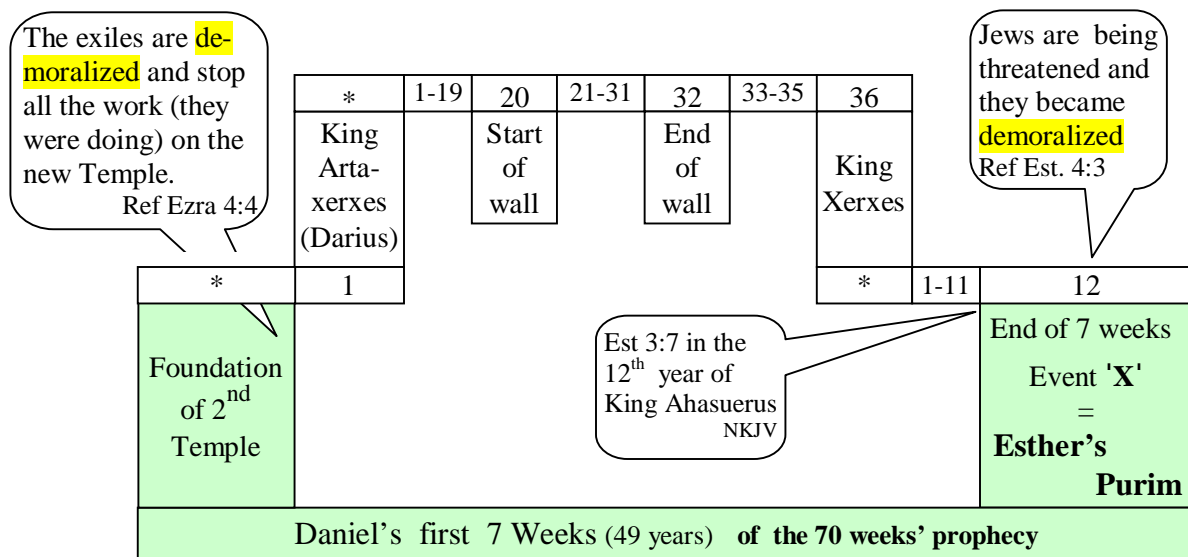 The exiles are de-
moralized and stop
all the work (they
were doing) on the
new Temple.
Ref Ezra 4:4
Jews are being
threatened and
they became
demoralized
Ref Est. 4:3
* 1-19 20 21-31 32 33-35 36
King
Arta-
xerxes
(Darius)
Start
of
wall
End
of
wall
King
Xerxes
* 1 * 1-11 12
Foundation
of 2nd
Temple
Est 3:7 in the
12th year of
King Ahasuerus
NKJV
End of 7 weeks
Event 'X'
=
Esther's
Purim
Daniel's first 7 Weeks (49 years) of the 70 weeks' prophecy